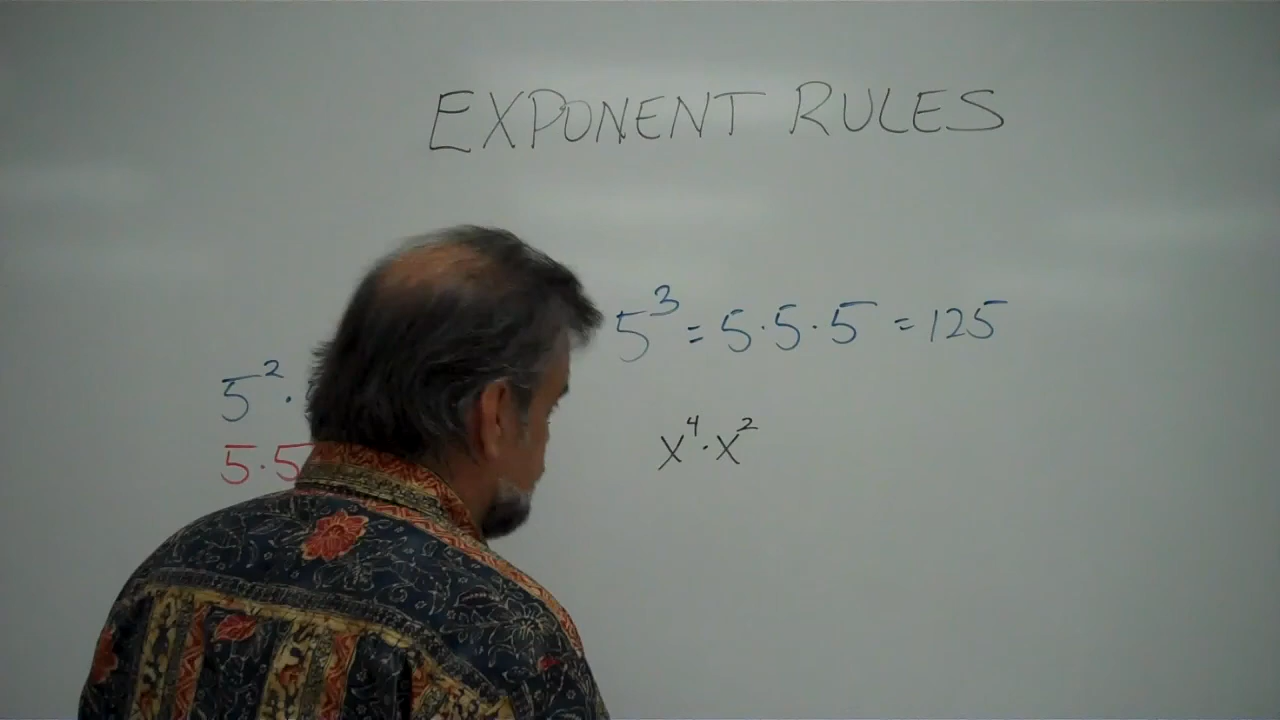 EXPONENT RULES
5³ = 5·5·5 = 125
5²·
x⁴·x²
5·5